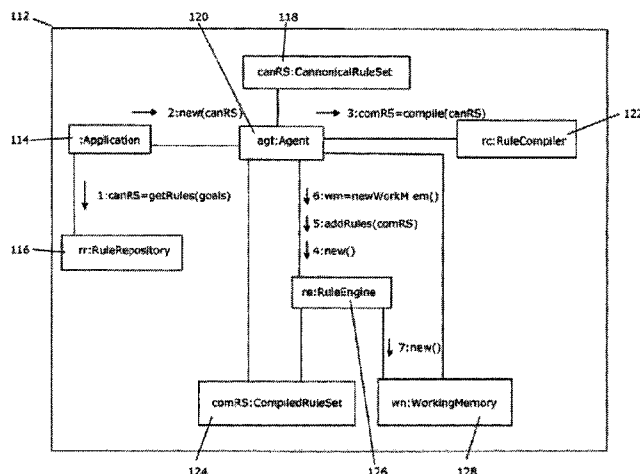 112
120
118
canRS:CannonicalRuleSet
2:new(canRS)
3:comRS=compile(canRS)
122
114
:Application
agt:Agent
rc:RuleCompiler
1:canRS=getRules(goals)
6:wm=newWorkM em()
5:addRules(comRS)
4:new()
116
rr:RuleRepository
re:RuleEngine
7:new()
comRS:CompiledRuleSet
wn:WorkingMemory
124
126
128